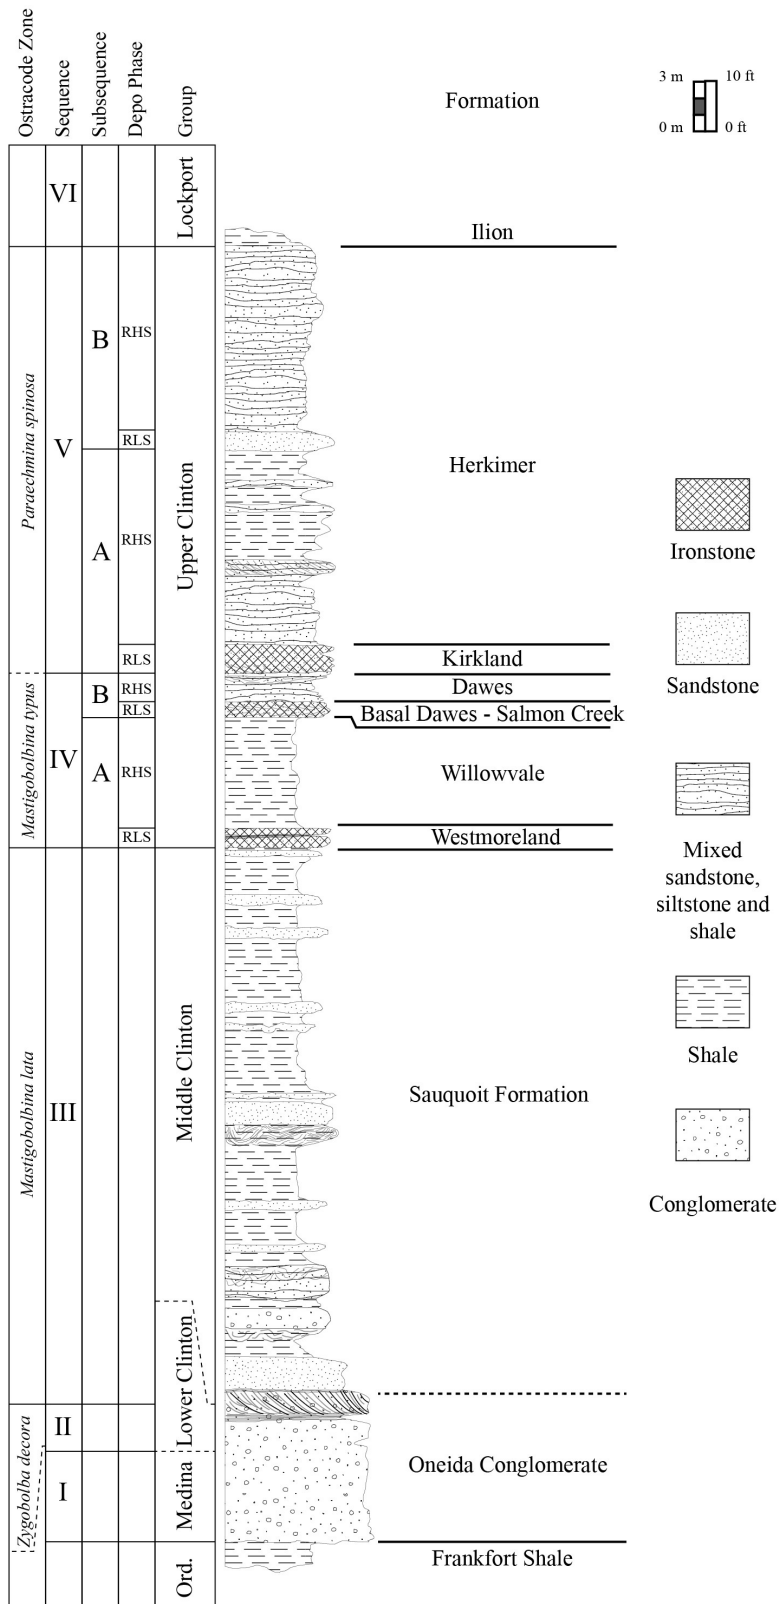 Ostracode Zone
Sequence
Subsequence
Depo Phase
Group
Formation
3 m
10 ft
0 m
0 ft
VI
Lockport
Ilion
Paraechmina spinosa
V
B
RHS
RLS
A
RHS
RLS
Upper Clinton
Herkimer
Kirkland
Mastigobolbina typus
IV
B
RHS
RLS
A
RHS
RLS
Dawes
Basal Dawes - Salmon Creek
Willowvale
Westmoreland
Mastigobolbina lata
III
Middle Clinton
Sauquoit Formation
Lower Clinton
Zygobolba decora
II
I
Medina
Oneida Conglomerate
Ord.
Frankfort Shale
Ironstone
Sandstone
Mixed
sandstone,
siltstone and
shale
Shale
Conglomerate